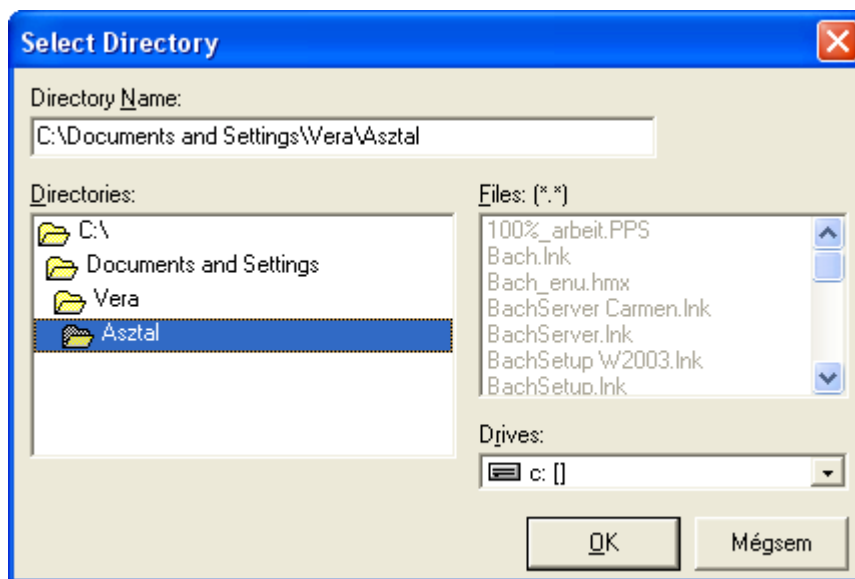 Select Directory
Directory Name:
C:\Documents and Settings\Vera\Asztal
Directories:
C:\
Documents and Settings
Vera
Asztal
Files: (*.*)
100%_arbeit.PPS
Bach.lnk
Bach_enu.hmx
BachServer Carmen.lnk
BachServer.lnk
BachSetup W2003.lnk
BachSetup.lnk
Drives:
c: []
OK
Mégsem